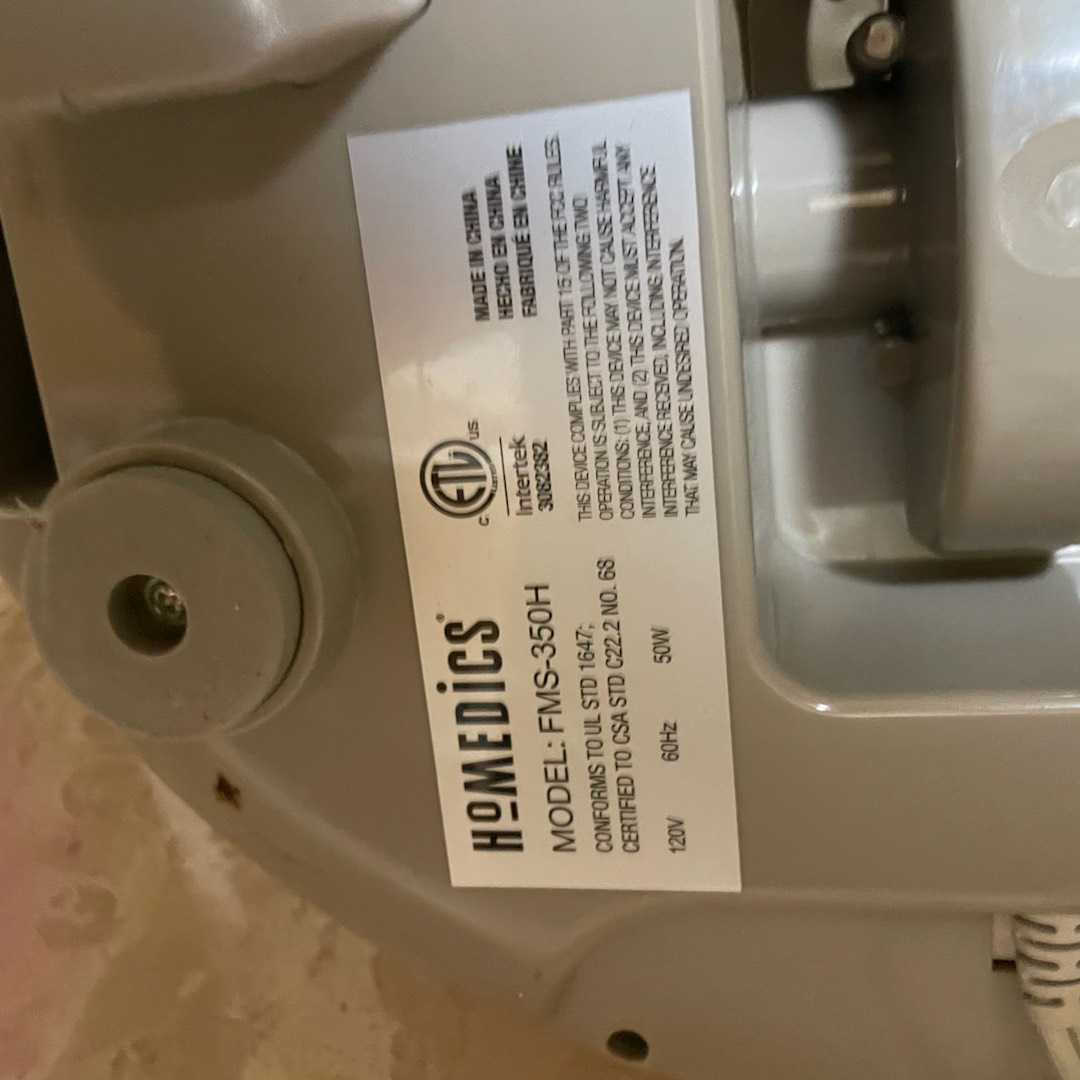 HOMEDICS®
MODEL: FMS-350H
CONFORMS TO UL STD 1647;
CERTIFIED TO CSA STD C22.2 NO. 68
120V 60Hz 50W
ETL
C US
Intertek
3082382
MADE IN CHINA
HECHO EN CHINA
FABRIQUÉ EN CHINE
THIS DEVICE COMPLIES WITH PART 15 OF THE FCC RULES.
OPERATION IS SUBJECT TO THE FOLLOWING TWO
CONDITIONS: (1) THIS DEVICE MAY NOT CAUSE HARMFUL
INTERFERENCE, AND (2) THIS DEVICE MUST ACCEPT ANY
INTERFERENCE RECEIVED, INCLUDING INTERFERENCE
THAT MAY CAUSE UNDESIRED OPERATION.